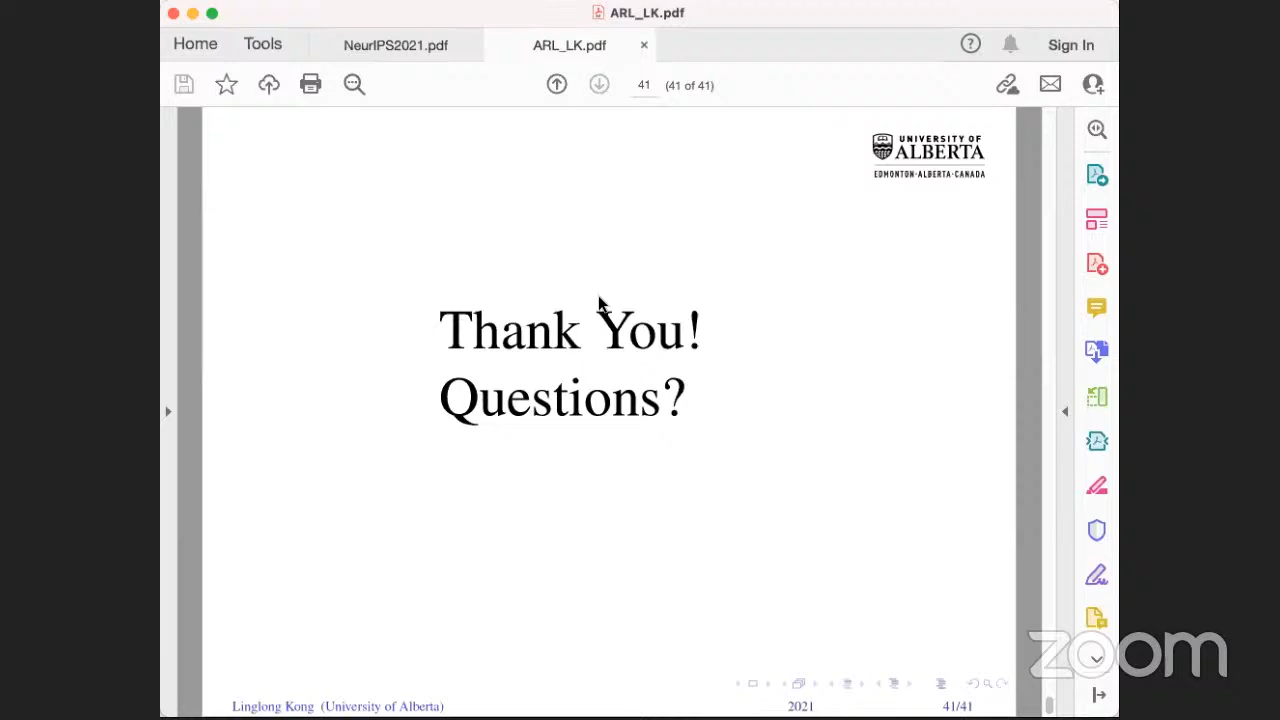 ARL_LK.pdf
Home
Tools
NeurIPS2021.pdf
ARL_LK.pdf
Sign In
41 (41 of 41)
UNIVERSITY OF
ALBERTA
EDMONTON·ALBERTA·CANADA
Thank You!
Questions?
zoom
Linglong Kong (University of Alberta)
2021
41/41